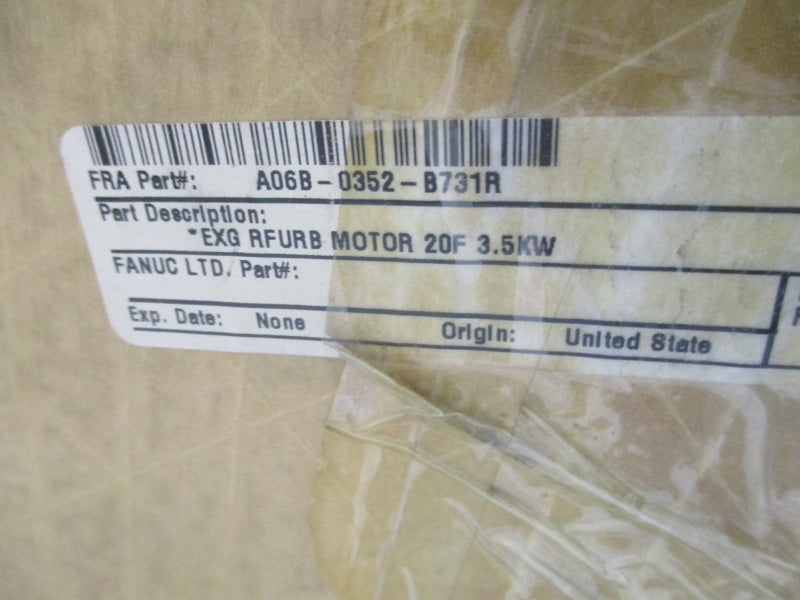 FRA Part#: A06B-0352-B731R
Part Description:
*EXG RFURB MOTOR 20F 3.5KW
FANUC LTD. Part#:
Exp. Date: None Origin: United State